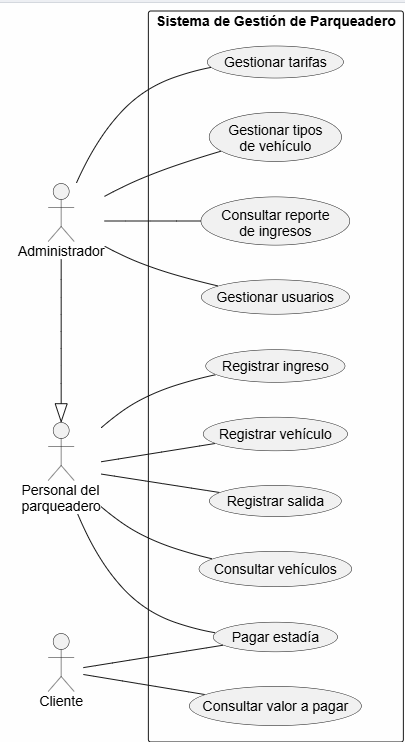 Sistema de Gestión de Parqueadero
Gestionar tarifas
Gestionar tipos
de vehículo
Consultar reporte
de ingresos
Administrador
Gestionar usuarios
Registrar ingreso
Registrar vehículo
Personal del
parqueadero
Registrar salida
Consultar vehículos
Pagar estadía
Cliente
Consultar valor a pagar